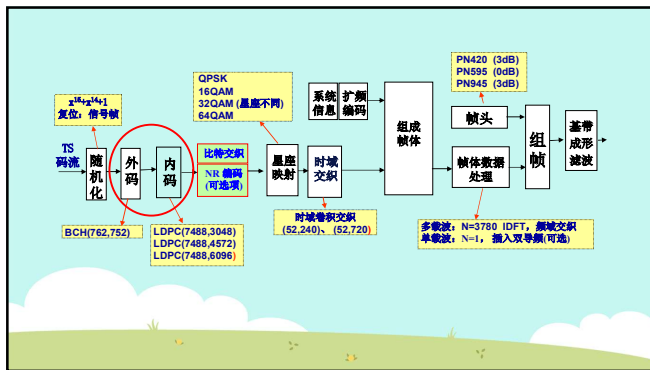 x¹⁵+x¹⁴+1
复位：信号帧
TS
码流
随机化
外码
内码
BCH(762,752)
LDPC(7488,3048)
LDPC(7488,4572)
LDPC(7488,6096)
比特交织
NR 编码
(可选项)
QPSK
16QAM
32QAM (星座不同)
64QAM
星座
映射
时域
交织
时域卷积交织
(52,240)、 (52,720)
系统
信息
扩频
编码
组成
帧体
PN420 (3dB)
PN595 (0dB)
PN945 (3dB)
帧头
帧体数据
处理
多载波：N=3780 IDFT，频域交织
单载波：N=1，插入双导频(可选)
组帧
基带
成形
滤波